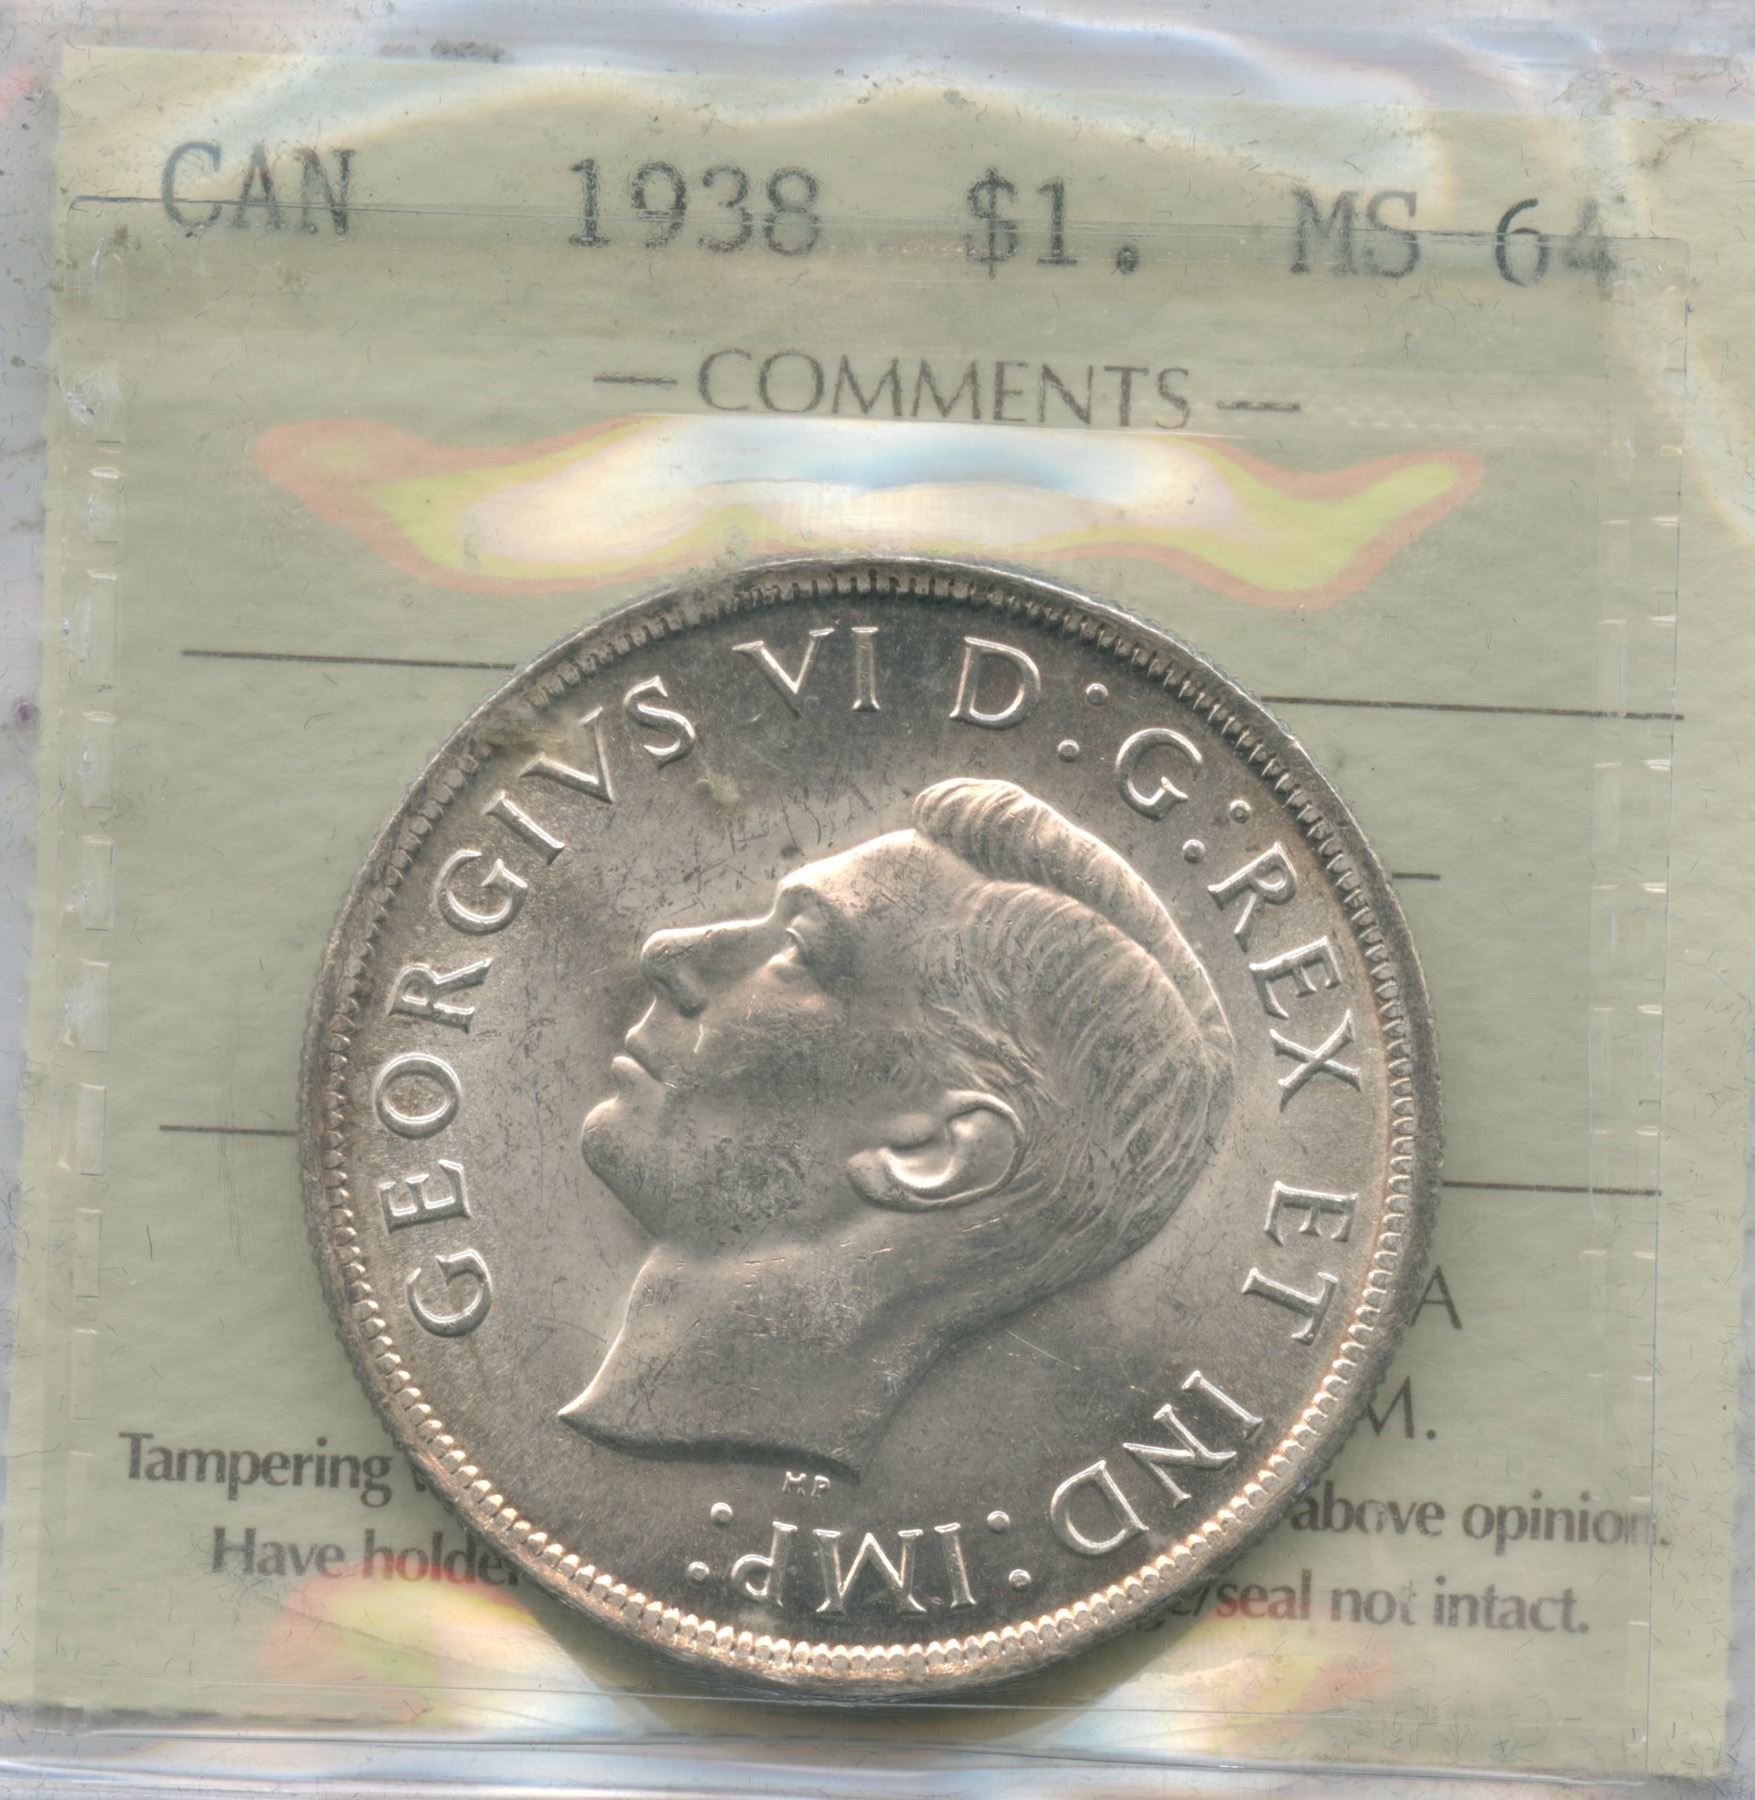 CAN 1938 $1. MS 64
— COMMENTS —
GEORGIVS VI D:G:REX ET IND:IMP:
H.P
A
M.
Tampering above opinion.
Have holder /seal not intact.